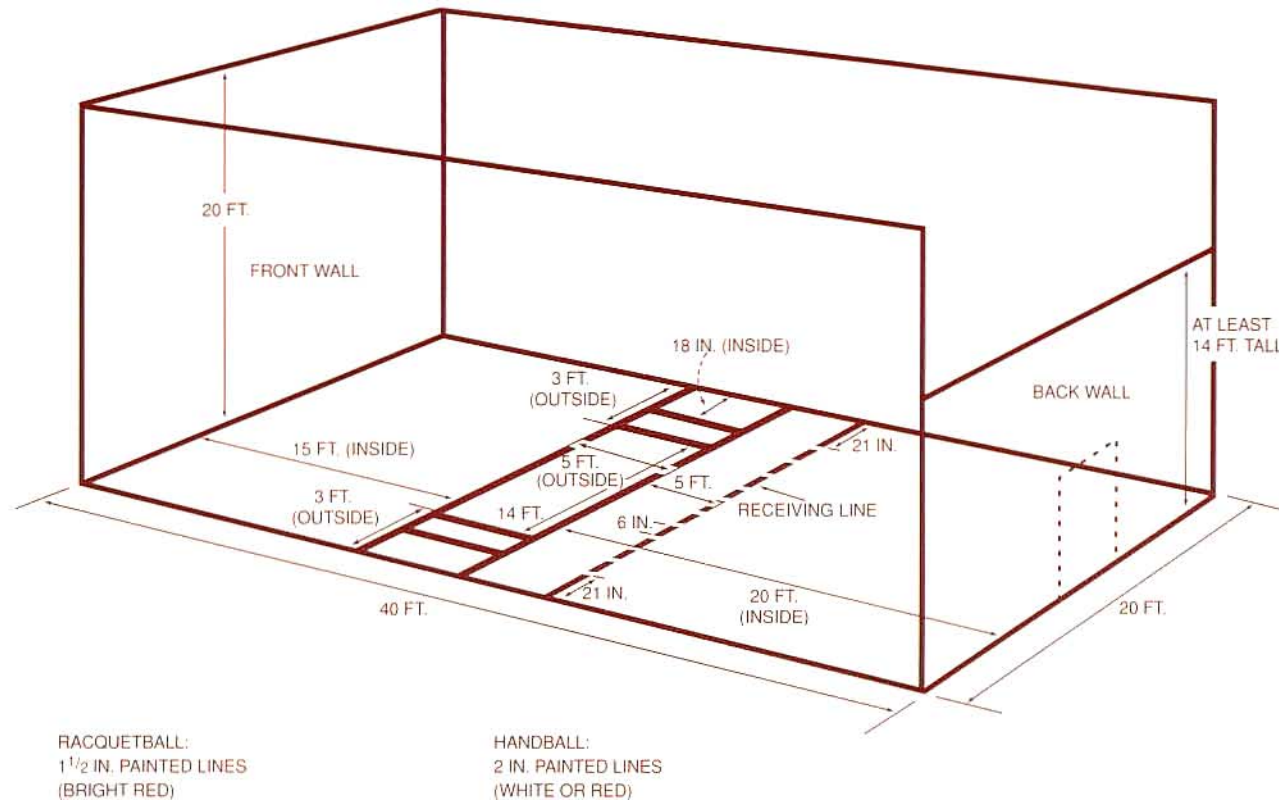 20 FT.
FRONT WALL
18 IN. (INSIDE)
3 FT.
(OUTSIDE)
AT LEAST
14 FT. TALL
BACK WALL
15 FT. (INSIDE)
5 FT.
(OUTSIDE)
21 IN.
5 FT.
3 FT.
(OUTSIDE)
14 FT.
RECEIVING LINE
6 IN.
21 IN.
20 FT.
(INSIDE)
40 FT.
20 FT.
RACQUETBALL:
1 1/2 IN. PAINTED LINES
(BRIGHT RED)
HANDBALL:
2 IN. PAINTED LINES
(WHITE OR RED)